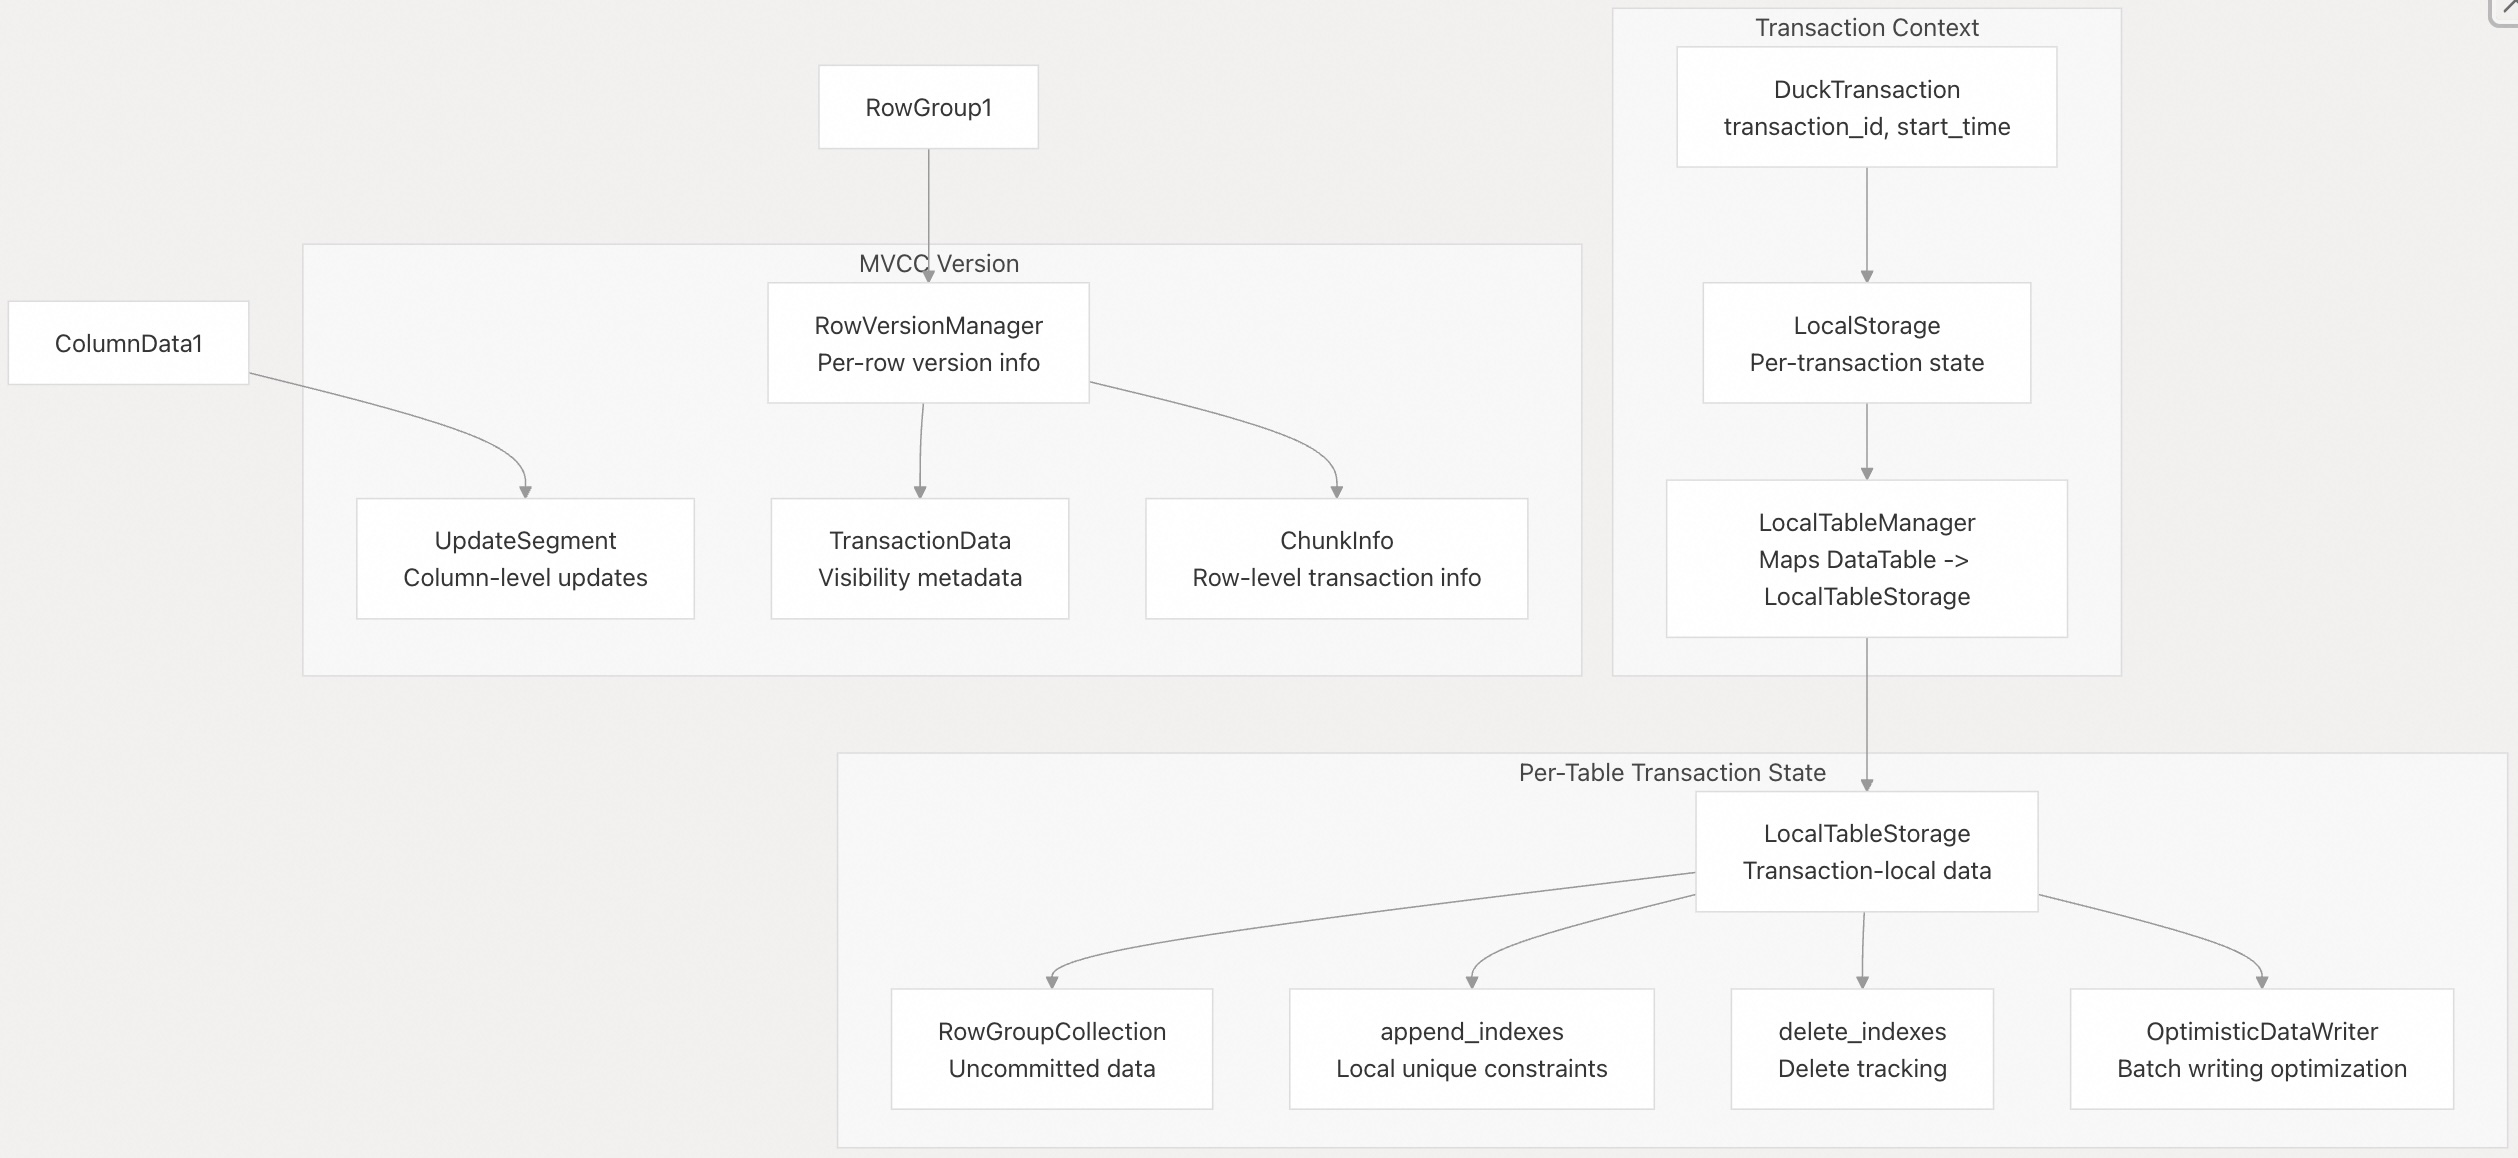 Transaction Context
DuckTransaction
transaction_id, start_time
RowGroup1
MVCC Version
RowVersionManager
Per-row version info
ColumnData1
LocalStorage
Per-transaction state
UpdateSegment
Column-level updates
TransactionData
Visibility metadata
ChunkInfo
Row-level transaction info
LocalTableManager
Maps DataTable ->
LocalTableStorage
Per-Table Transaction State
LocalTableStorage
Transaction-local data
RowGroupCollection
Uncommitted data
append_indexes
Local unique constraints
delete_indexes
Delete tracking
OptimisticDataWriter
Batch writing optimization